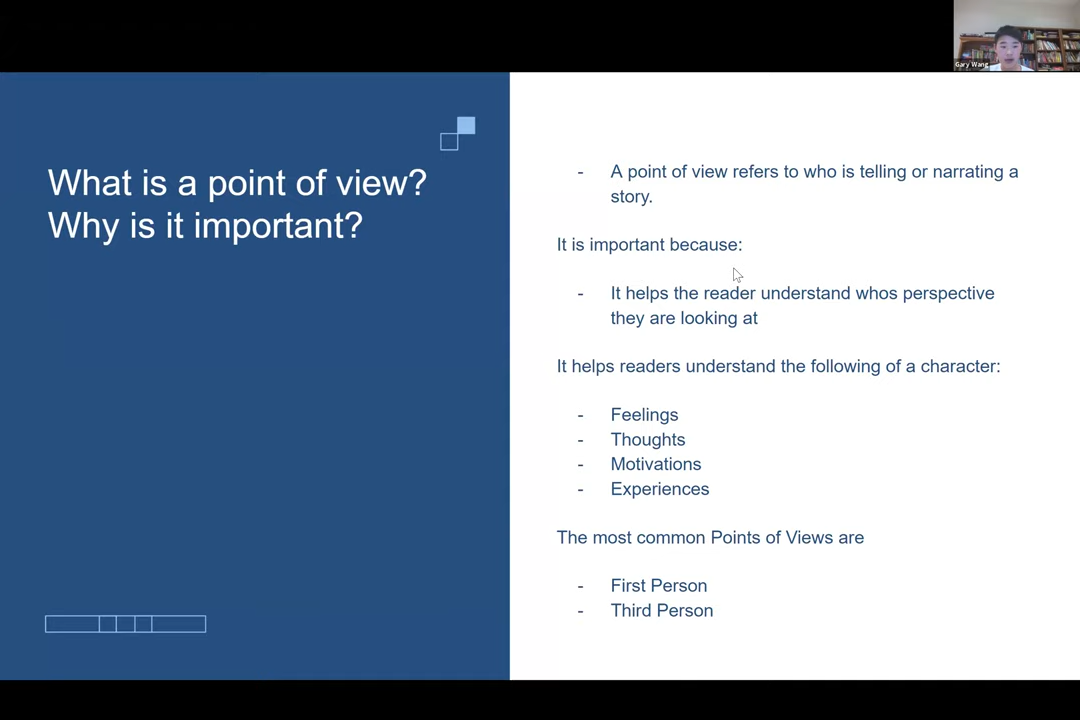 Gary Wang
What is a point of view?
Why is it important?
- A point of view refers to who is telling or narrating a
story.
It is important because:
- It helps the reader understand whos perspective
they are looking at
It helps readers understand the following of a character:
- Feelings
- Thoughts
- Motivations
- Experiences
The most common Points of Views are
- First Person
- Third Person